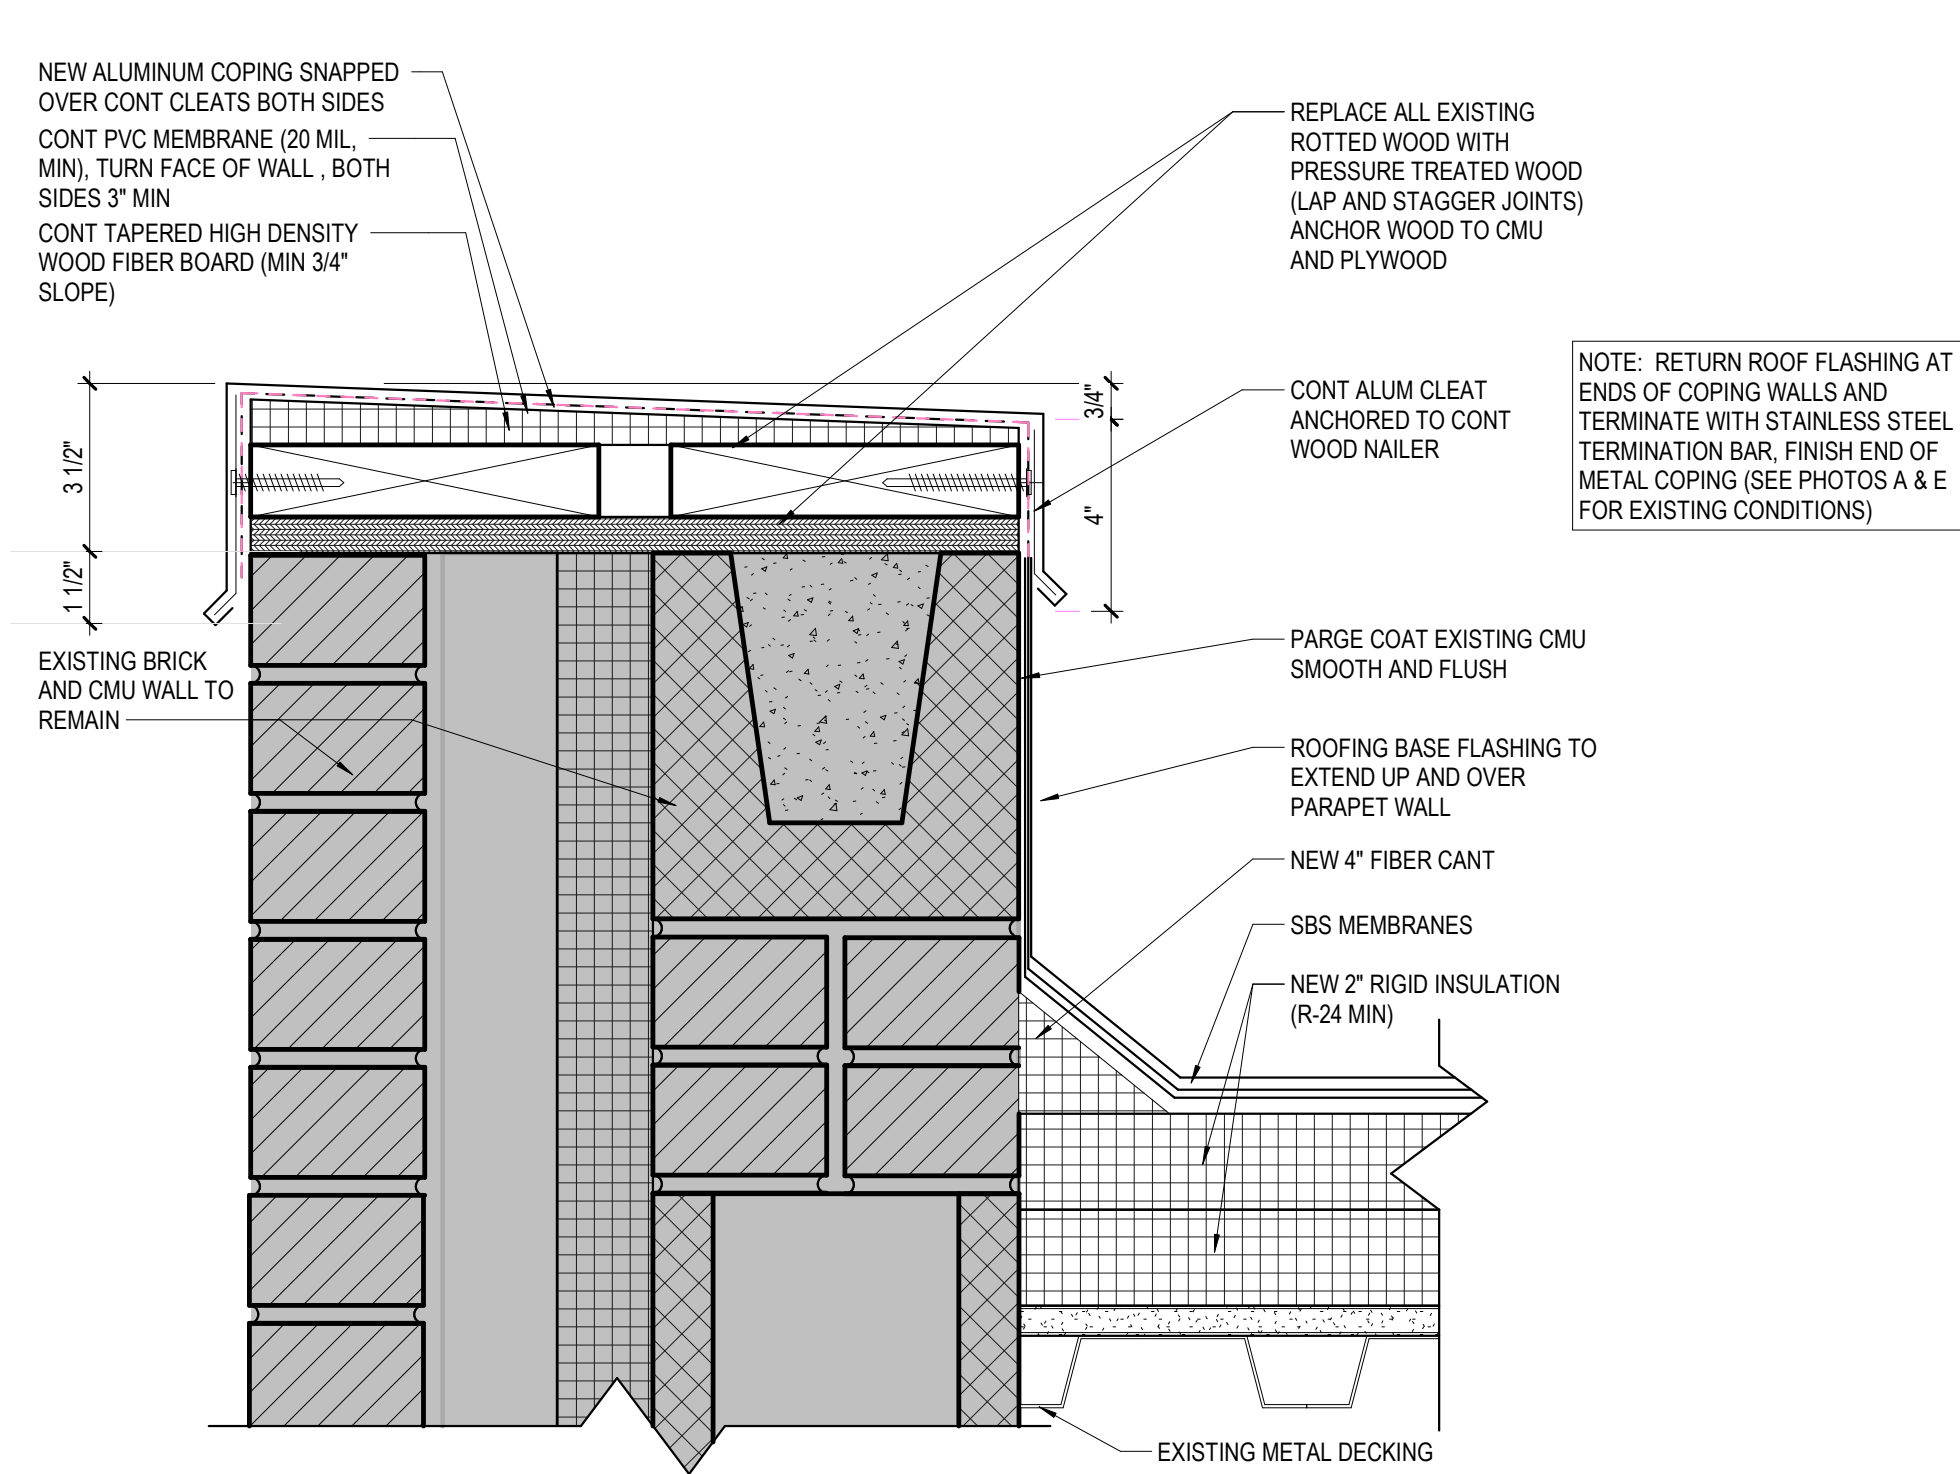 NEW ALUMINUM COPING SNAPPED
OVER CONT CLEATS BOTH SIDES
CONT PVC MEMBRANE (20 MIL,
MIN), TURN FACE OF WALL , BOTH
SIDES 3" MIN
CONT TAPERED HIGH DENSITY
WOOD FIBER BOARD (MIN 3/4"
SLOPE)
3 1/2"
1 1/2"
EXISTING BRICK
AND CMU WALL TO
REMAIN
REPLACE ALL EXISTING
ROTTED WOOD WITH
PRESSURE TREATED WOOD
(LAP AND STAGGER JOINTS)
ANCHOR WOOD TO CMU
AND PLYWOOD
3/4"
4"
CONT ALUM CLEAT
ANCHORED TO CONT
WOOD NAILER
NOTE: RETURN ROOF FLASHING AT
ENDS OF COPING WALLS AND
TERMINATE WITH STAINLESS STEEL
TERMINATION BAR, FINISH END OF
METAL COPING (SEE PHOTOS A & E
FOR EXISTING CONDITIONS)
PARGE COAT EXISTING CMU
SMOOTH AND FLUSH
ROOFING BASE FLASHING TO
EXTEND UP AND OVER
PARAPET WALL
NEW 4" FIBER CANT
SBS MEMBRANES
NEW 2" RIGID INSULATION
(R-24 MIN)
EXISTING METAL DECKING